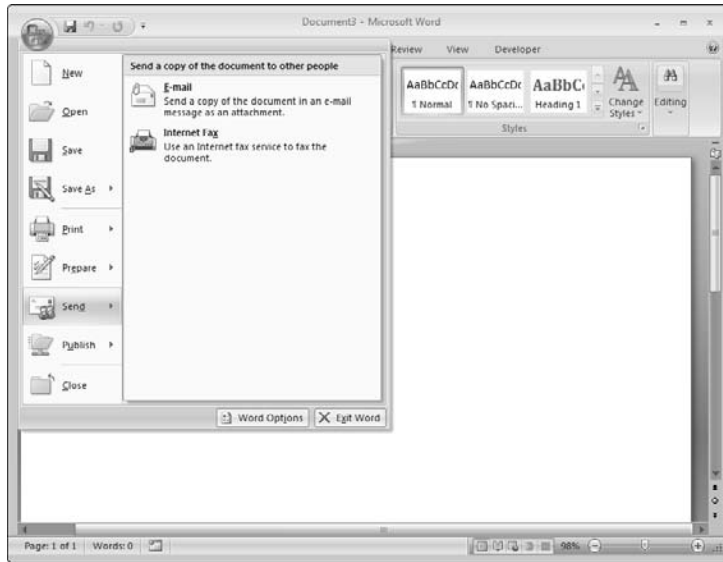 Document3 - Microsoft Word
Review View Developer
New
Open
Save
Save As
Print
Prepare
Send
Publish
Close
Send a copy of the document to other people
E-mail
Send a copy of the document in an e-mail
message as an attachment.
Internet Fax
Use an Internet fax service to fax the
document.
AaBbCcDc AaBbCcDc AaBbC
¶ Normal ¶ No Spaci... Heading 1
Change
Styles
Editing
Styles
Word Options Exit Word
Page: 1 of 1 Words: 0 98%